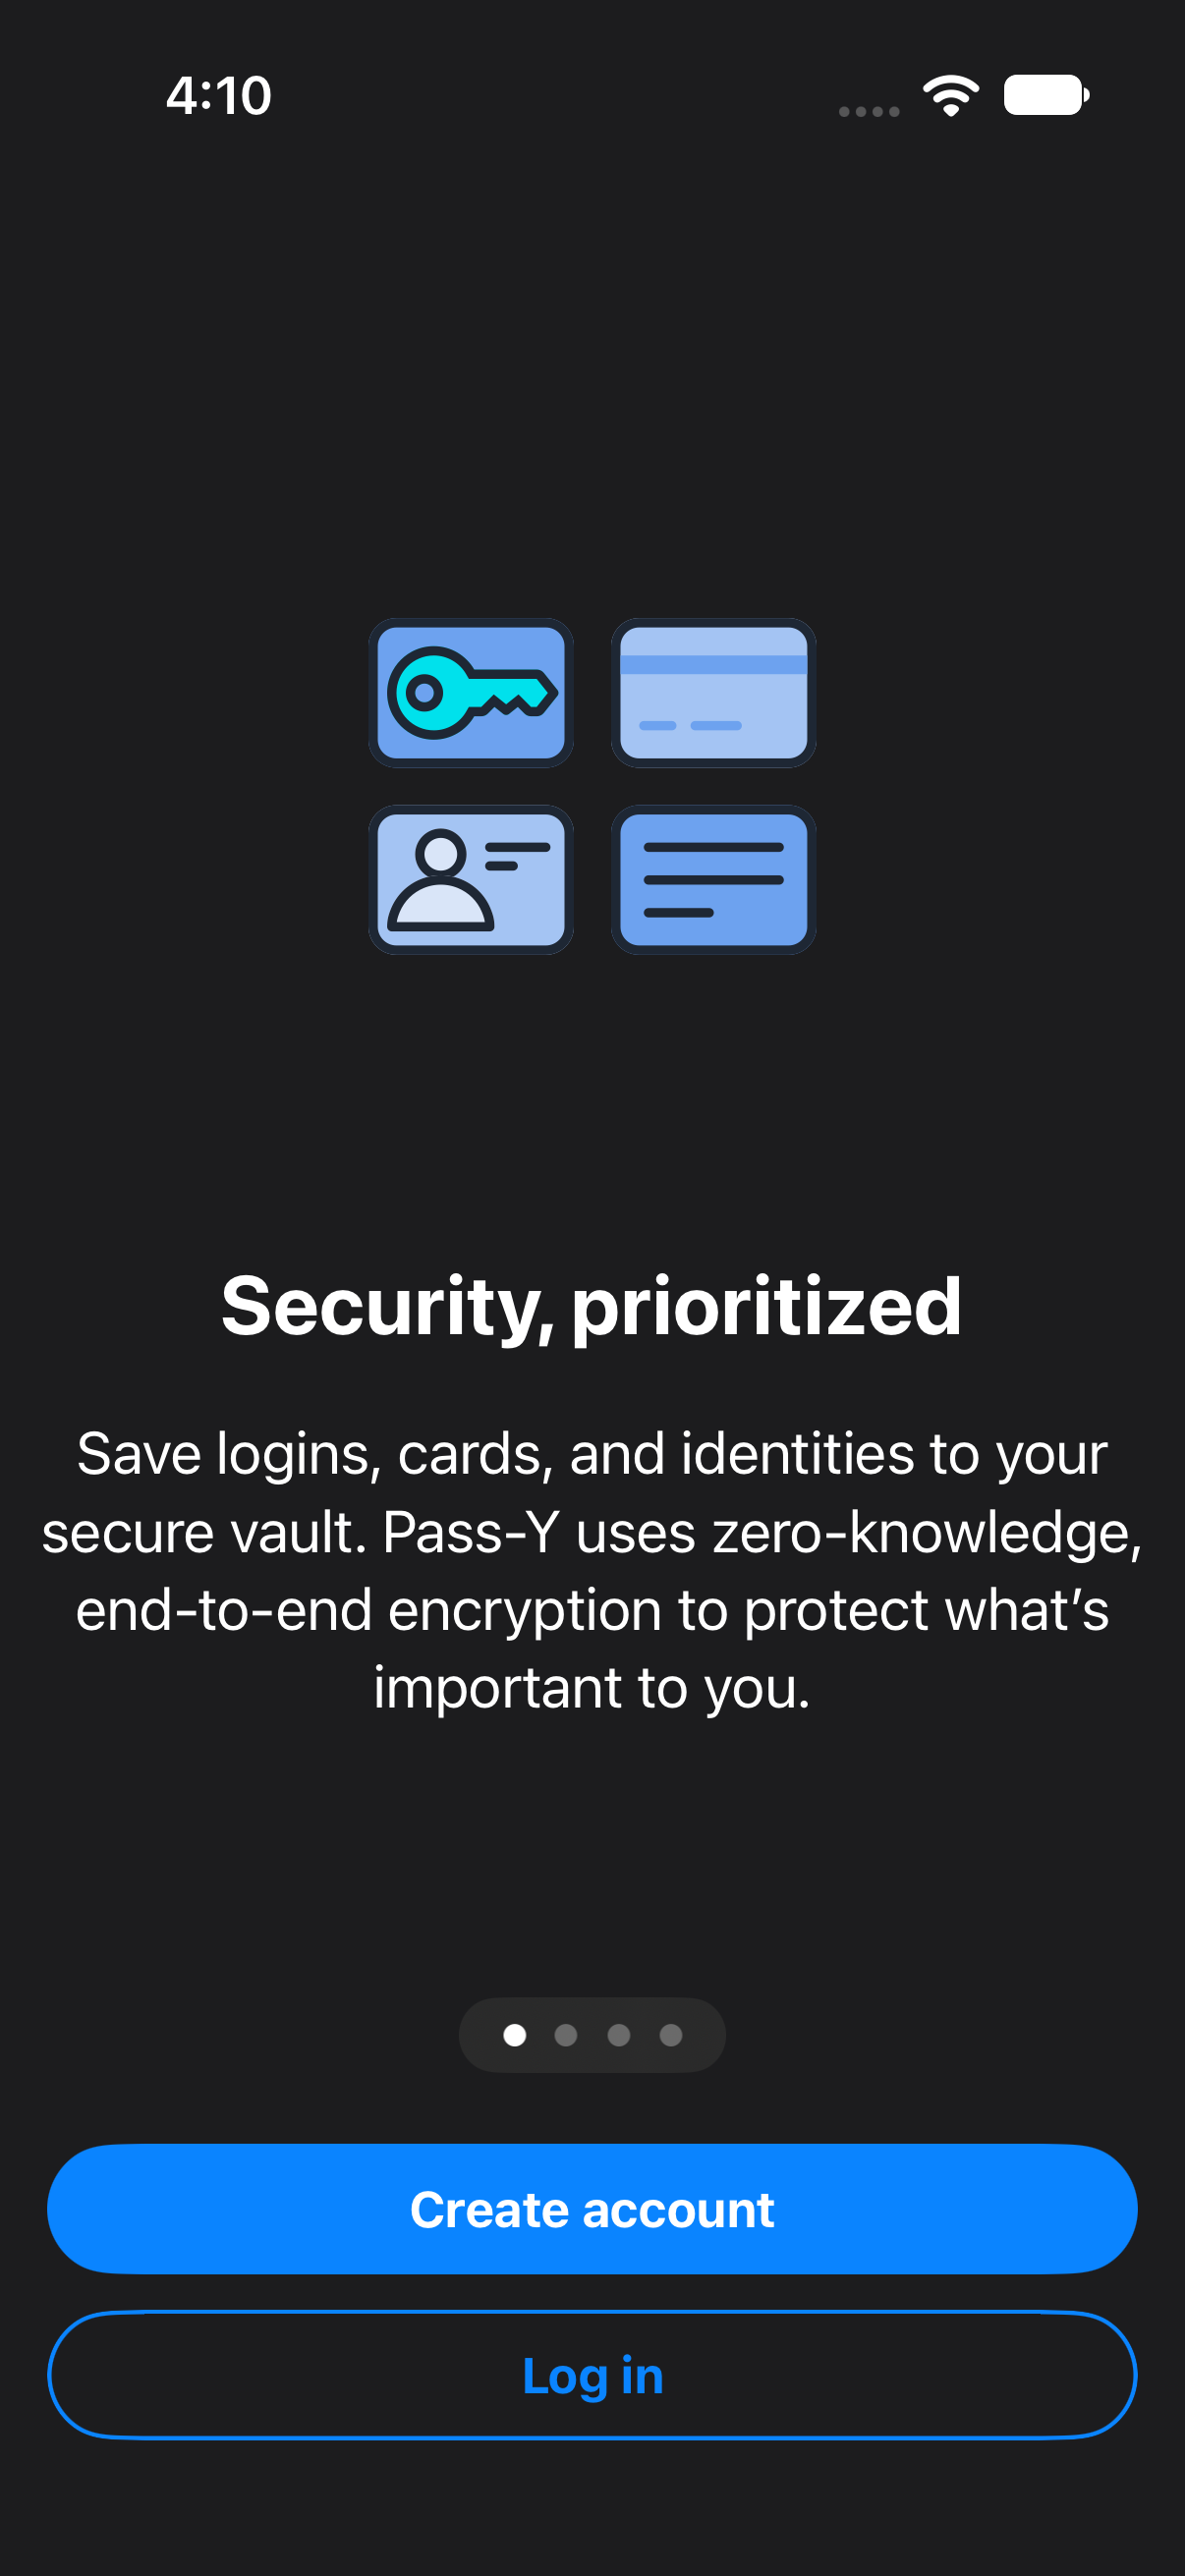 4:10
Security, prioritized
Save logins, cards, and identities to your
secure vault. Pass-Y uses zero-knowledge,
end-to-end encryption to protect what’s
important to you.
Create account
Log in